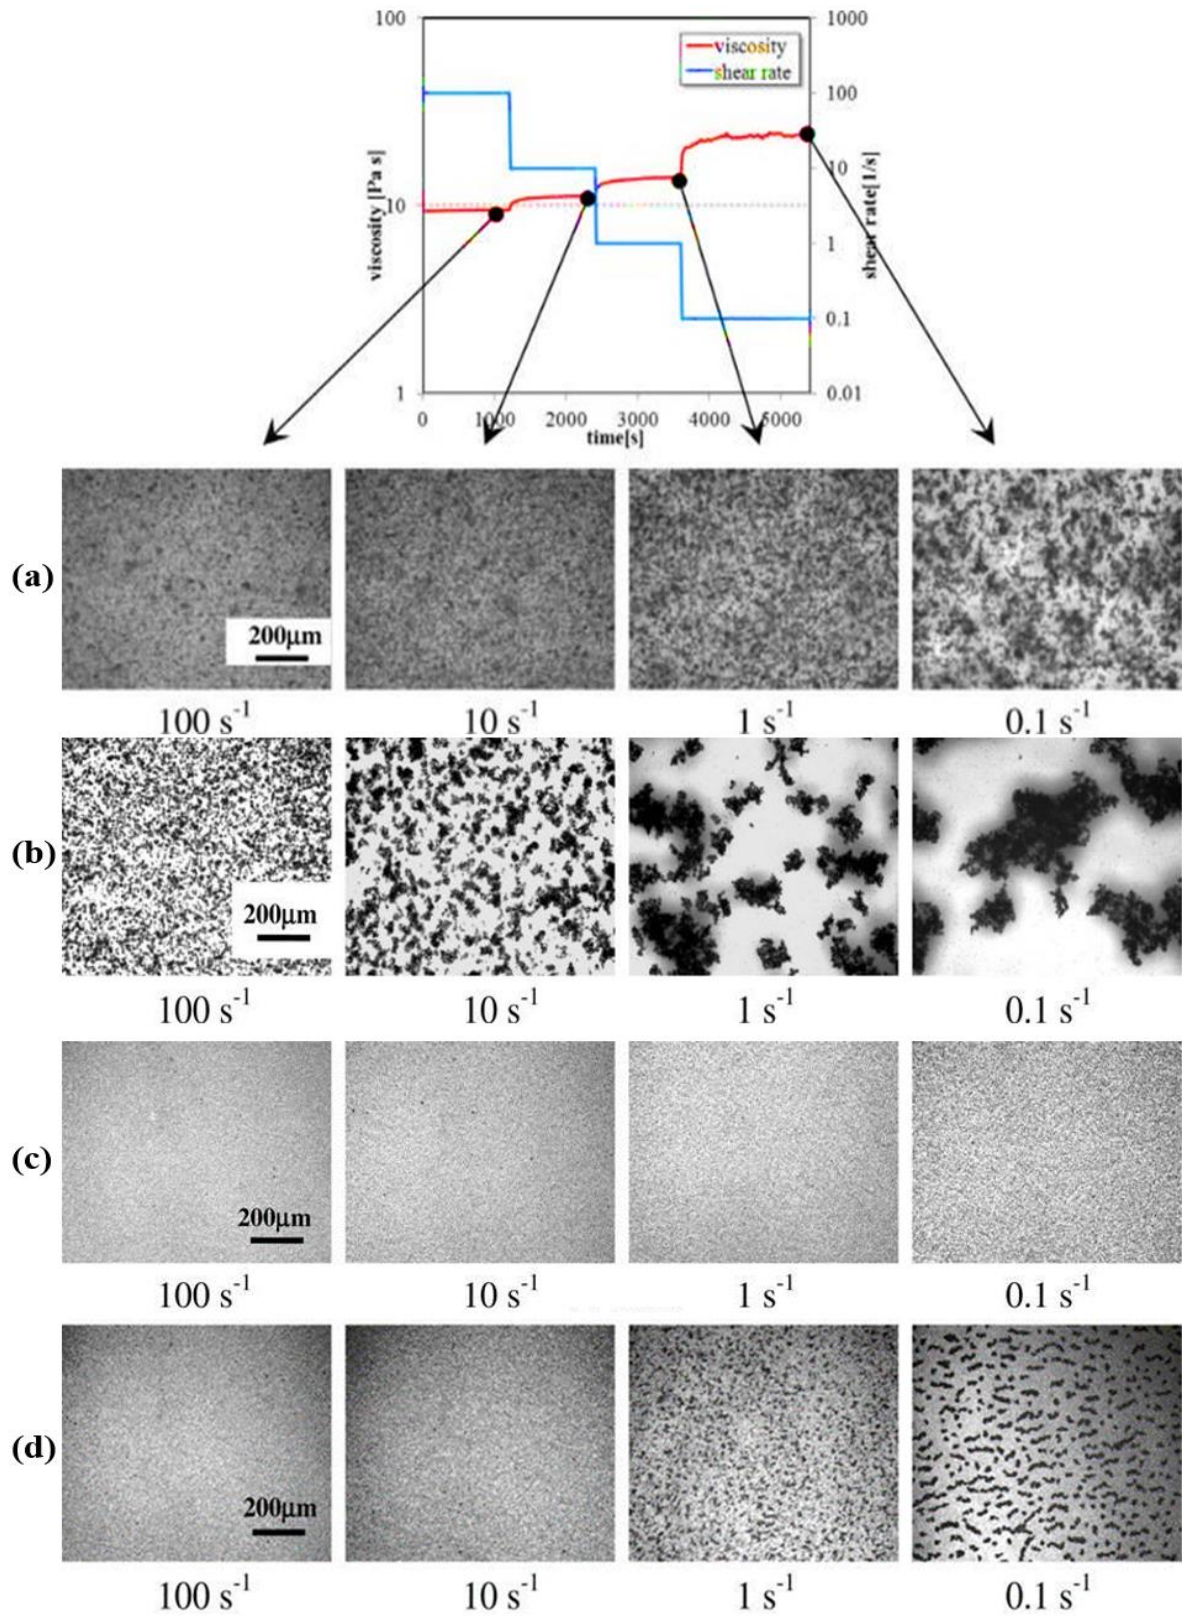 100
1000
viscosity
shear rate
100
viscosity [Pa s]
10
10
shear rate[1/s]
1
0.1
1
0.01
0
1000
2000
3000
4000
5000
time[s]
(a)
200μm
100 s-1
10 s-1
1 s-1
0.1 s-1
(b)
200μm
100 s-1
10 s-1
1 s-1
0.1 s-1
(c)
200μm
100 s-1
10 s-1
1 s-1
0.1 s-1
(d)
200μm
100 s-1
10 s-1
1 s-1
0.1 s-1